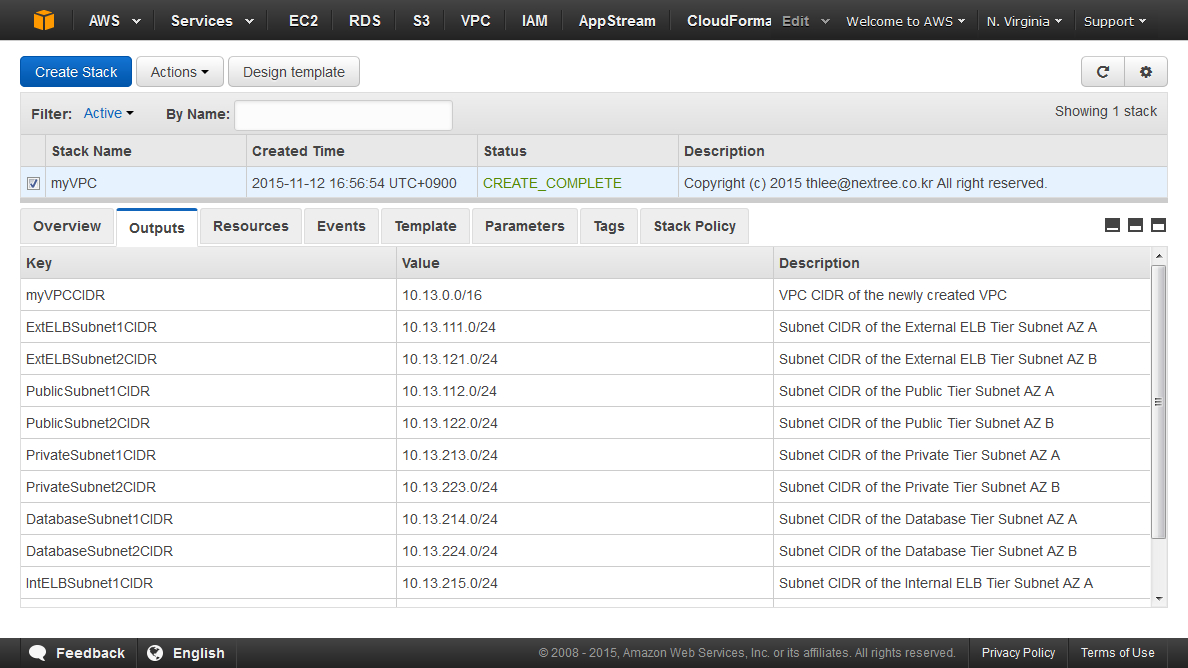 AWS Services EC2 RDS S3 VPC IAM AppStream CloudForma Edit Welcome to AWS N. Virginia Support
Create Stack Actions Design template
Filter: Active By Name: Showing 1 stack
Stack Name Created Time Status Description
myVPC 2015-11-12 16:56:54 UTC+0900 CREATE_COMPLETE Copyright (c) 2015 thlee@nextree.co.kr All right reserved.
Overview Outputs Resources Events Template Parameters Tags Stack Policy
Key Value Description
myVPCCIDR 10.13.0.0/16 VPC CIDR of the newly created VPC
ExtELBSubnet1CIDR 10.13.111.0/24 Subnet CIDR of the External ELB Tier Subnet AZ A
ExtELBSubnet2CIDR 10.13.121.0/24 Subnet CIDR of the External ELB Tier Subnet AZ B
PublicSubnet1CIDR 10.13.112.0/24 Subnet CIDR of the Public Tier Subnet AZ A
PublicSubnet2CIDR 10.13.122.0/24 Subnet CIDR of the Public Tier Subnet AZ B
PrivateSubnet1CIDR 10.13.213.0/24 Subnet CIDR of the Private Tier Subnet AZ A
PrivateSubnet2CIDR 10.13.223.0/24 Subnet CIDR of the Private Tier Subnet AZ B
DatabaseSubnet1CIDR 10.13.214.0/24 Subnet CIDR of the Database Tier Subnet AZ A
DatabaseSubnet2CIDR 10.13.224.0/24 Subnet CIDR of the Database Tier Subnet AZ B
IntELBSubnet1CIDR 10.13.215.0/24 Subnet CIDR of the Internal ELB Tier Subnet AZ A
Feedback English © 2008 - 2015, Amazon Web Services, Inc. or its affiliates. All rights reserved. Privacy Policy Terms of Use